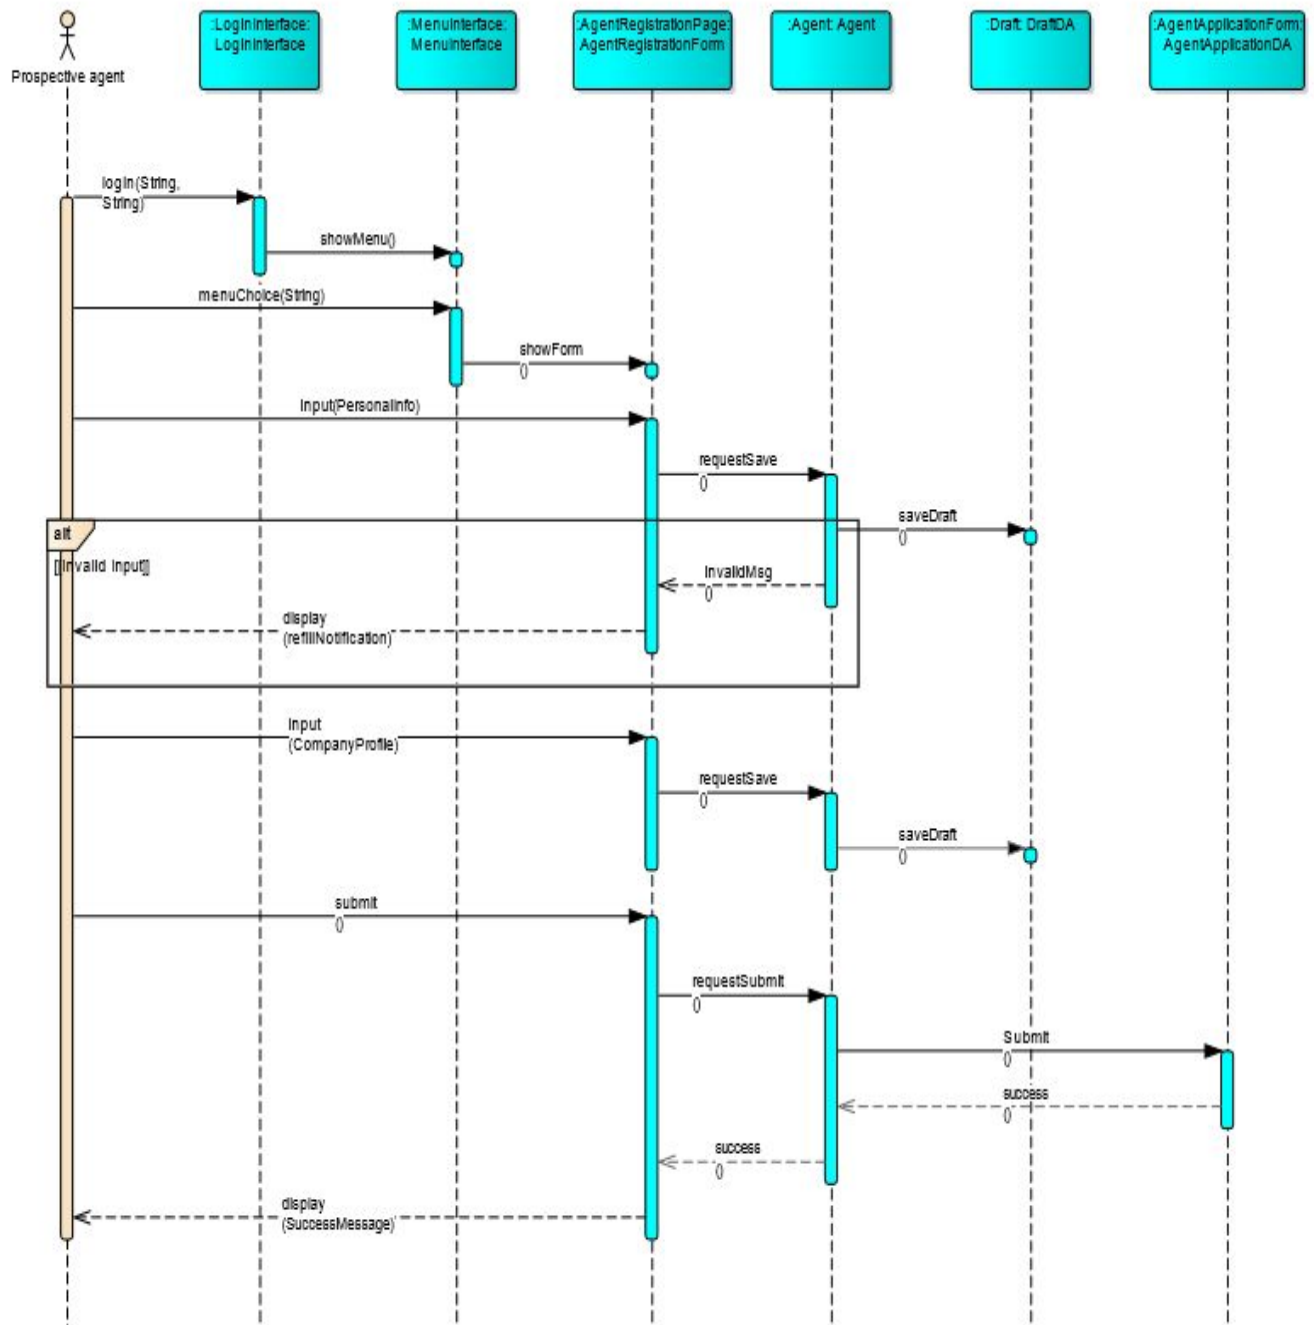 Prospective agent
:LoginInterface:
LoginInterface
:MenuInterface:
MenuInterface
:AgentRegistrationPage:
AgentRegistrationForm
:Agent: Agent
:Draft: DraftDA
:AgentApplicationForm:
AgentApplicationDA
login(String,
String)
showMenu()
menuChoice(String)
showForm
()
Input(PersonalInfo)
requestSave
()
alt
saveDraft
()
[[Invalid Input]]
InvalidMsg
()
display
(refillNotification)
Input
(CompanyProfile)
requestSave
()
saveDraft
()
submit
()
requestSubmit
()
Submit
()
success
()
success
()
display
(SuccessMessage)